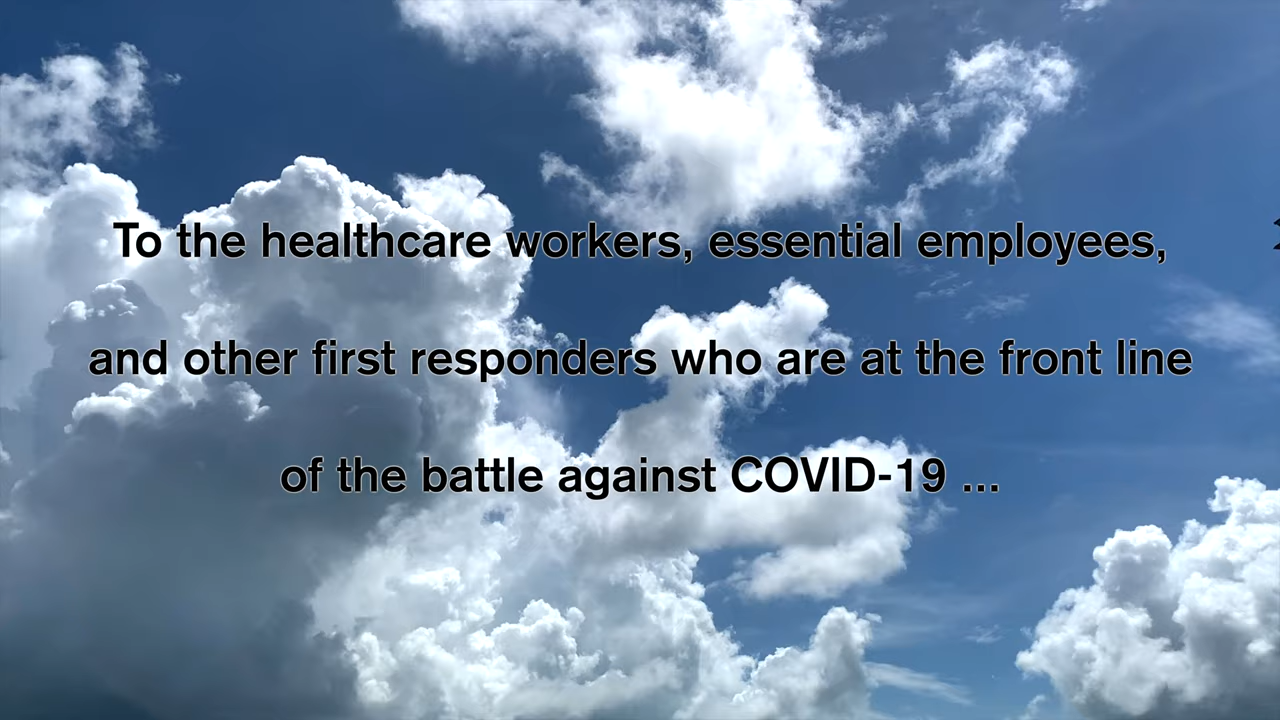 To the healthcare workers, essential employees,
and other first responders who are at the front line
of the battle against COVID-19 ...